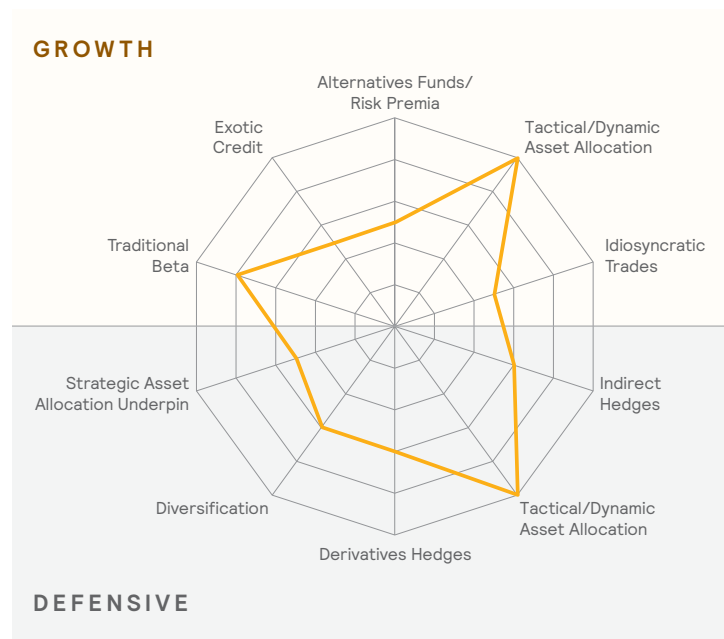 GROWTH
Alternatives Funds/
Risk Premia
Exotic
Credit
Tactical/Dynamic
Asset Allocation
Traditional
Beta
Idiosyncratic
Trades
Strategic Asset
Allocation Underpin
Indirect
Hedges
Diversification
Tactical/Dynamic
Asset Allocation
Derivatives Hedges
DEFENSIVE